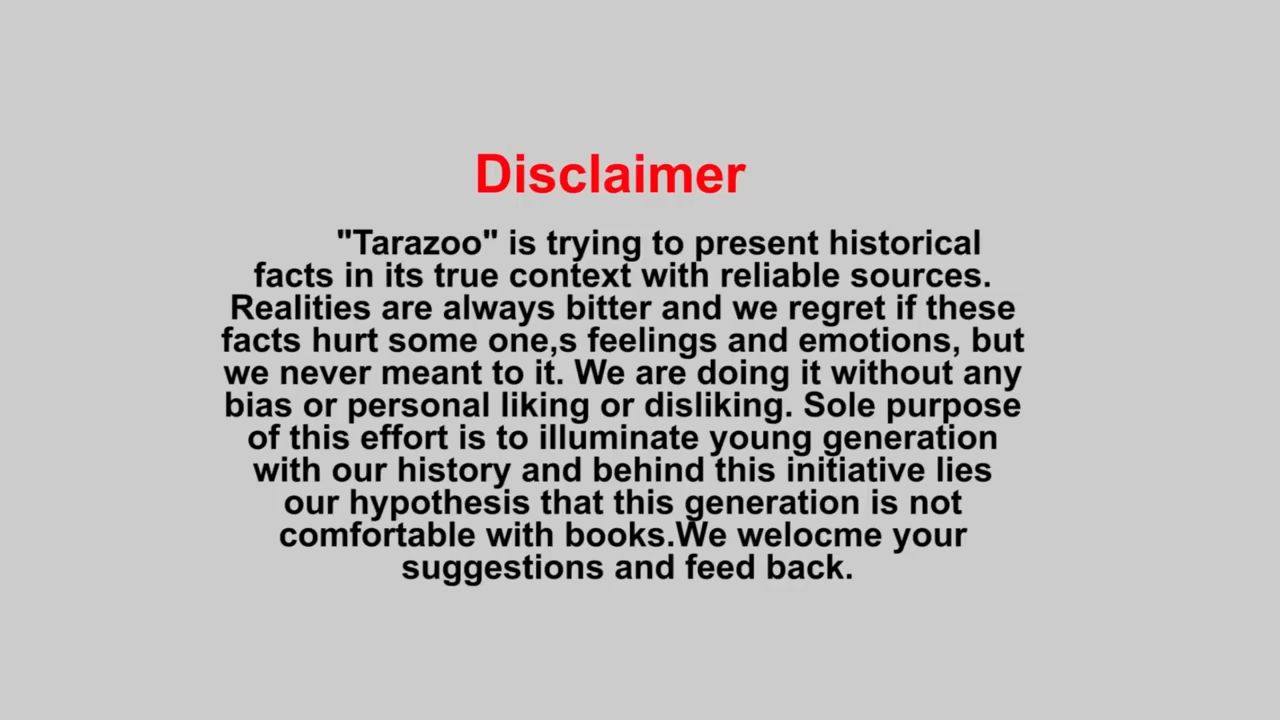 Disclaimer
"Tarazoo" is trying to present historical
facts in its true context with reliable sources.
Realities are always bitter and we regret if these
facts hurt some one,s feelings and emotions, but
we never meant to it. We are doing it without any
bias or personal liking or disliking. Sole purpose
of this effort is to illuminate young generation
with our history and behind this initiative lies
our hypothesis that this generation is not
comfortable with books.We welocme your
suggestions and feed back.